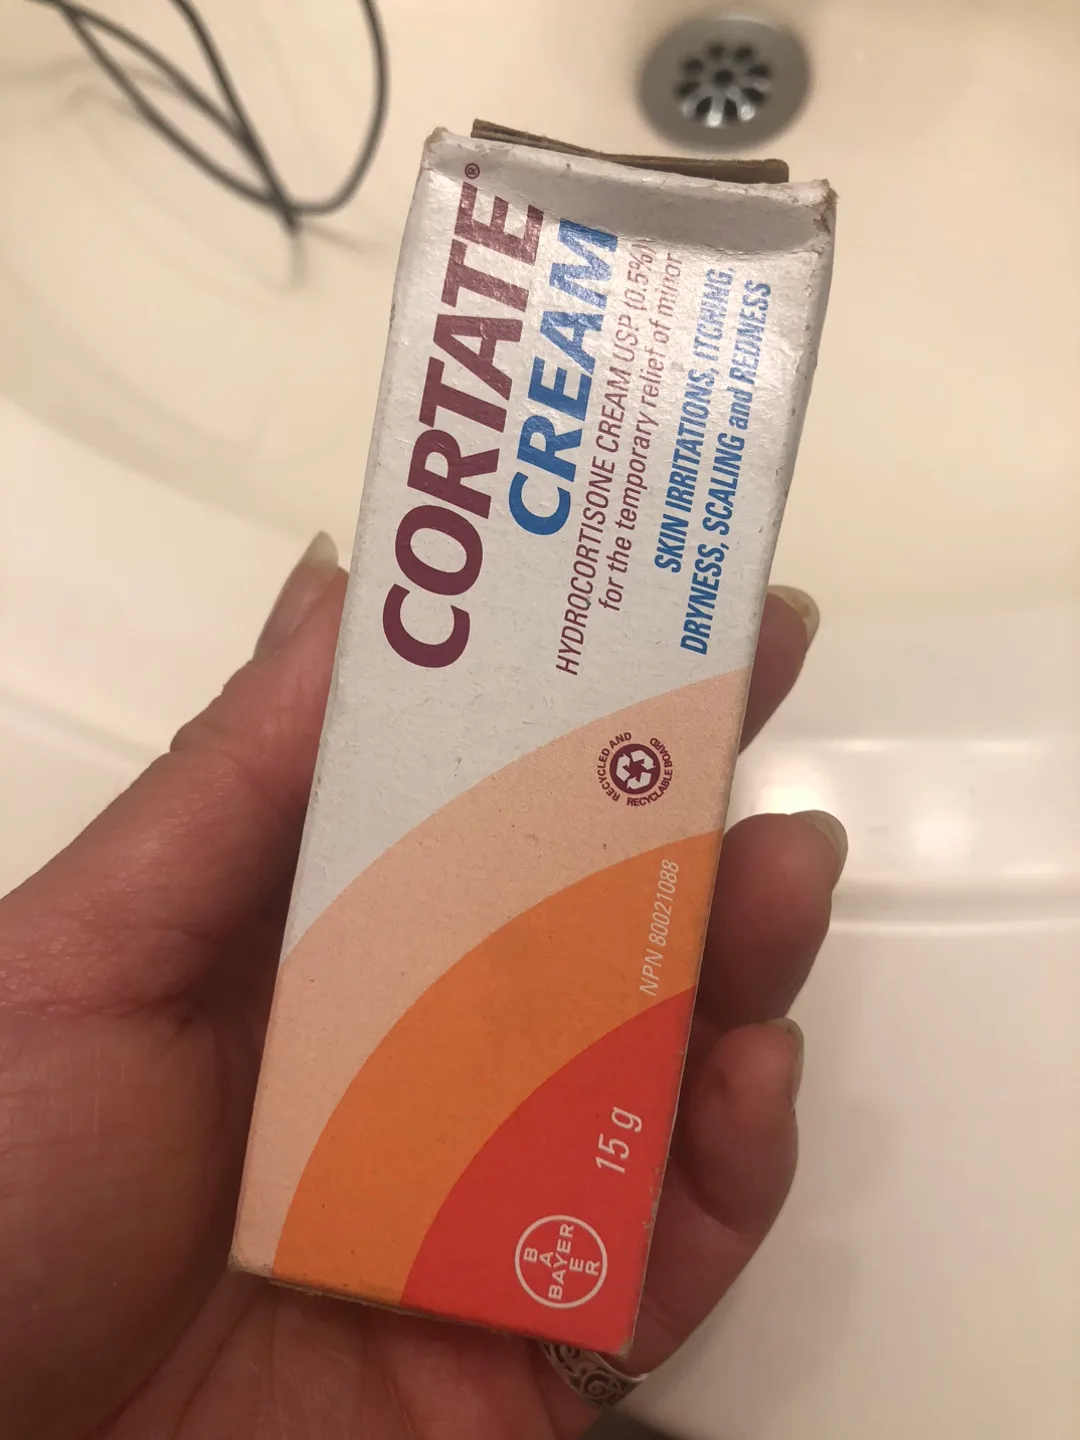 CORTATE®
CREAM
HYDROCORTISONE CREAM USP (0.5%)
for the temporary relief of minor
SKIN IRRITATIONS, ITCHING,
DRYNESS, SCALING and REDNESS
RECYCLED AND
RECYCLABLE BOARD
NPN 80021088
15 g
BAYER
BAYER